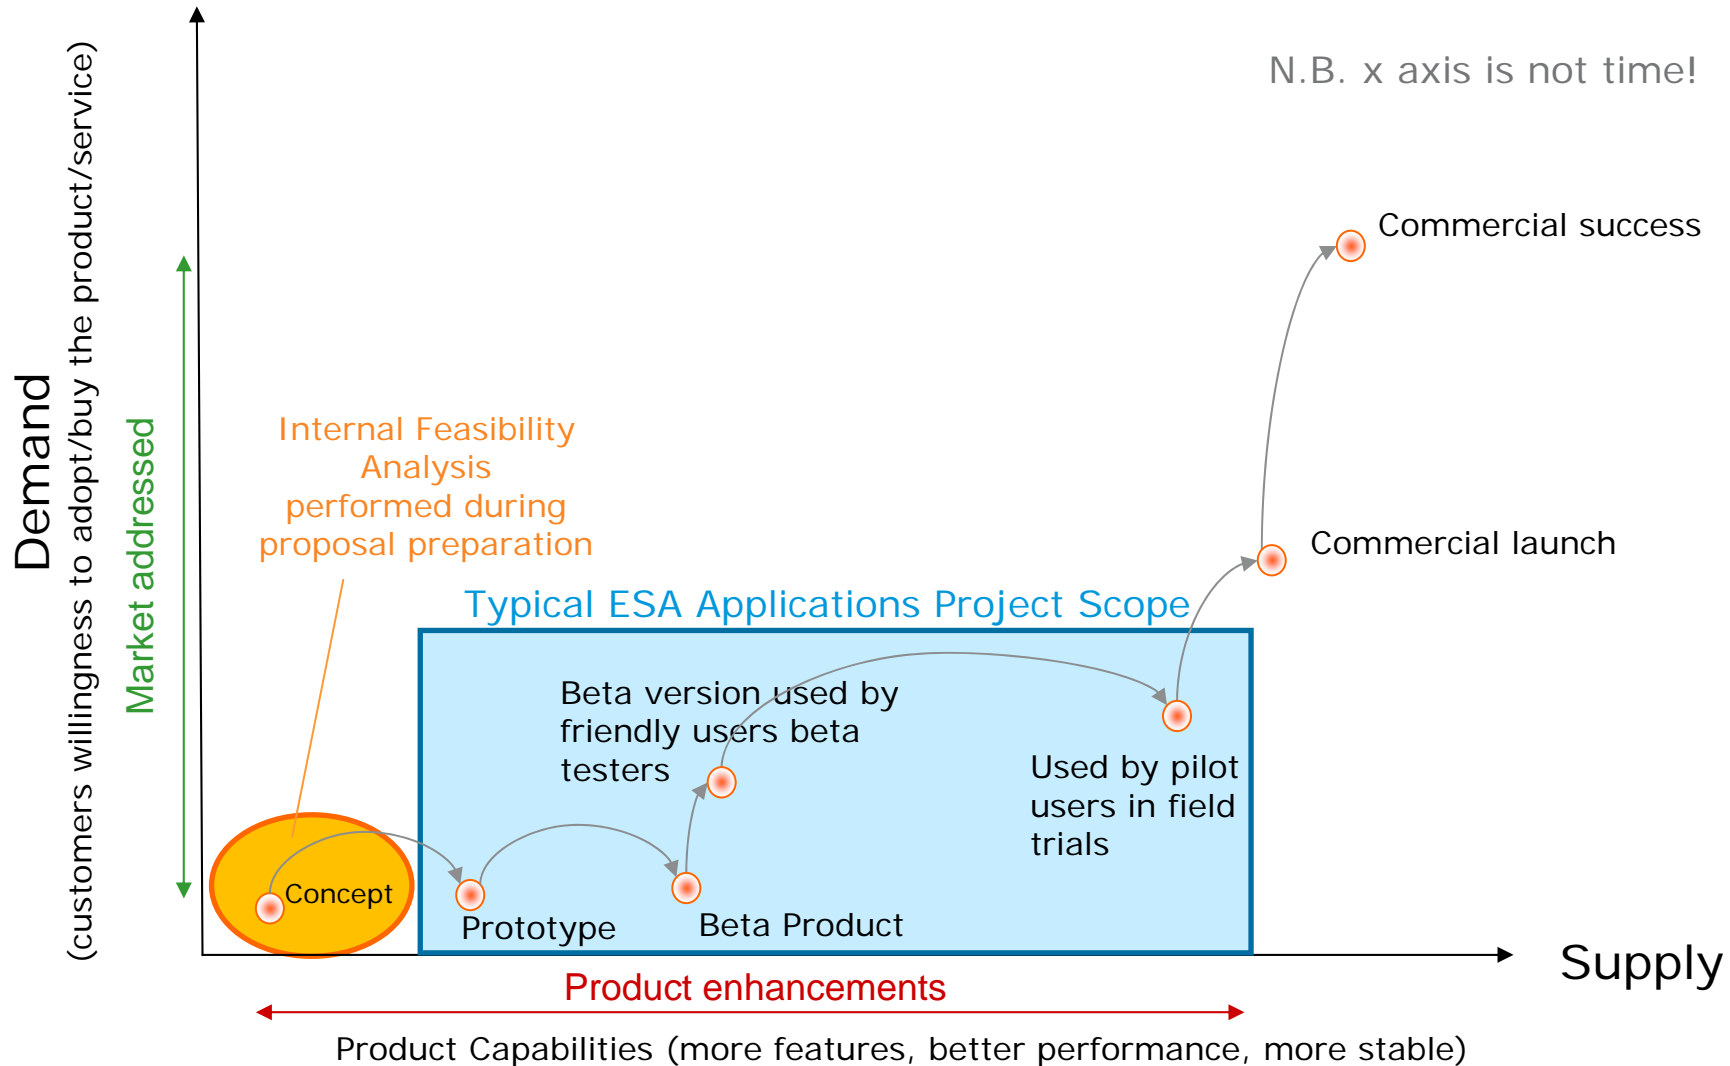 N.B. x axis is not time!
Demand
(customers willingness to adopt/buy the product/service)
Market addressed
Commercial success
Internal Feasibility
Analysis
performed during
proposal preparation
Commercial launch
Typical ESA Applications Project Scope
Beta version used by
friendly users beta
testers
Used by pilot
users in field
trials
Concept
Prototype
Beta Product
Supply
Product enhancements
Product Capabilities (more features, better performance, more stable)